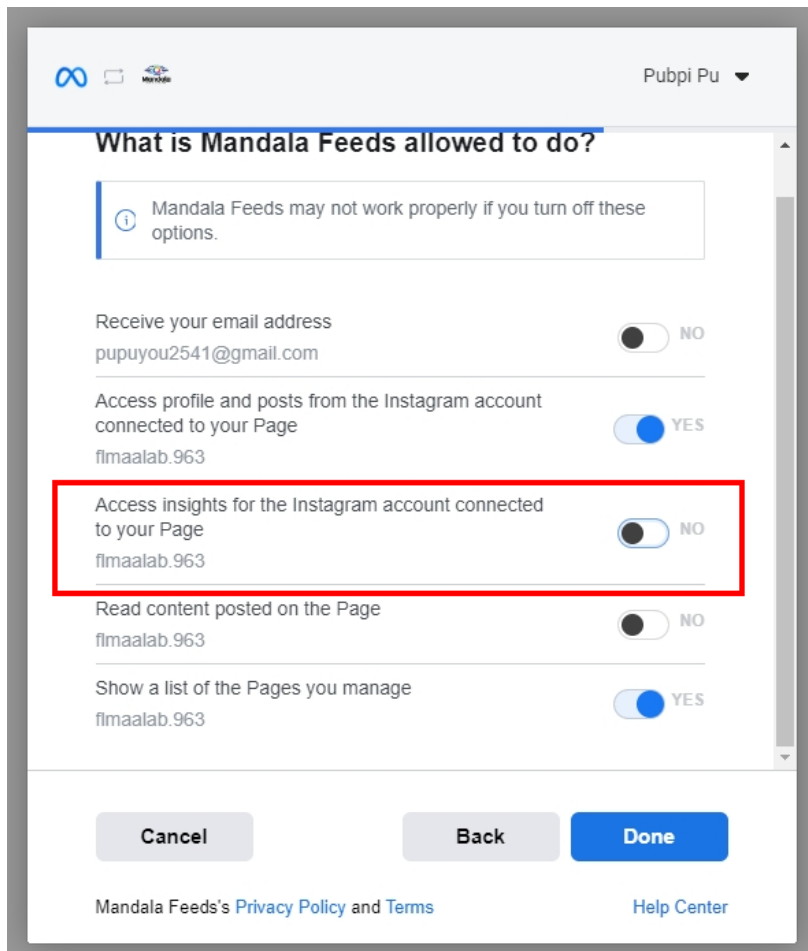 Mandala
Pubpi Pu
What is Mandala Feeds allowed to do?
Mandala Feeds may not work properly if you turn off these
options.
Receive your email address
NO
pupuyou2541@gmail.com
Access profile and posts from the Instagram account
connected to your Page
YES
flmaalab.963
Access insights for the Instagram account connected
to your Page
NO
flmaalab.963
Read content posted on the Page
NO
flmaalab.963
Show a list of the Pages you manage
YES
flmaalab.963
Cancel
Back
Done
Mandala Feeds's Privacy Policy and Terms
Help Center